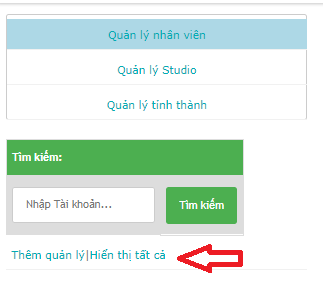 Quản lý nhân viên
Quản lý Studio
Quản lý tỉnh thành
Tìm kiếm:
Nhập Tài khoản...
Tìm kiếm
Thêm quản lý|Hiển thị tất cả